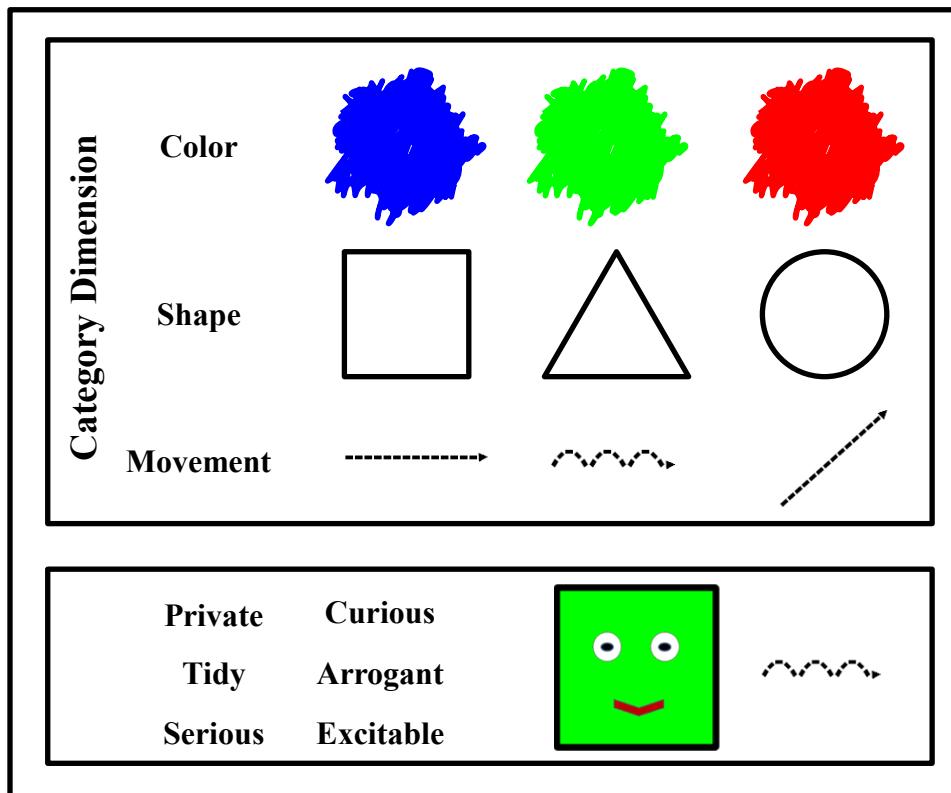 Category Dimension
Color
Shape
Movement
Private Curious
Tidy Arrogant
Serious Excitable